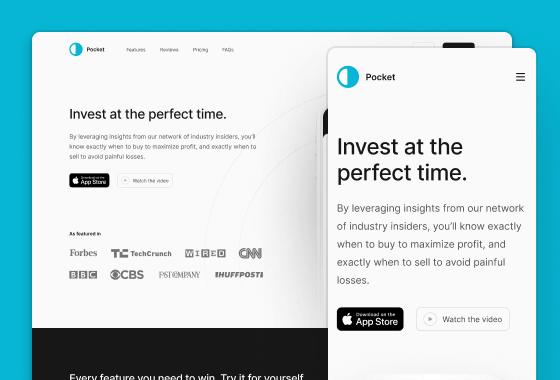 Pocket
Features Reviews Pricing FAQs
Invest at the perfect time.
By leveraging insights from our network of industry insiders, you'll
know exactly when to buy to maximize profit, and exactly when to
sell to avoid painful losses.
Download on the
App Store
Watch the video
As featured in
Forbes TechCrunch WIRED CNN
BBC CBS FAST COMPANY IHUFFPOST
Every feature you need to win. Try it for yourself.
Pocket
Invest at the
perfect time.
By leveraging insights from our network
of industry insiders, you'll know exactly
when to buy to maximize profit, and
exactly when to sell to avoid painful
losses.
Download on the
App Store
Watch the video